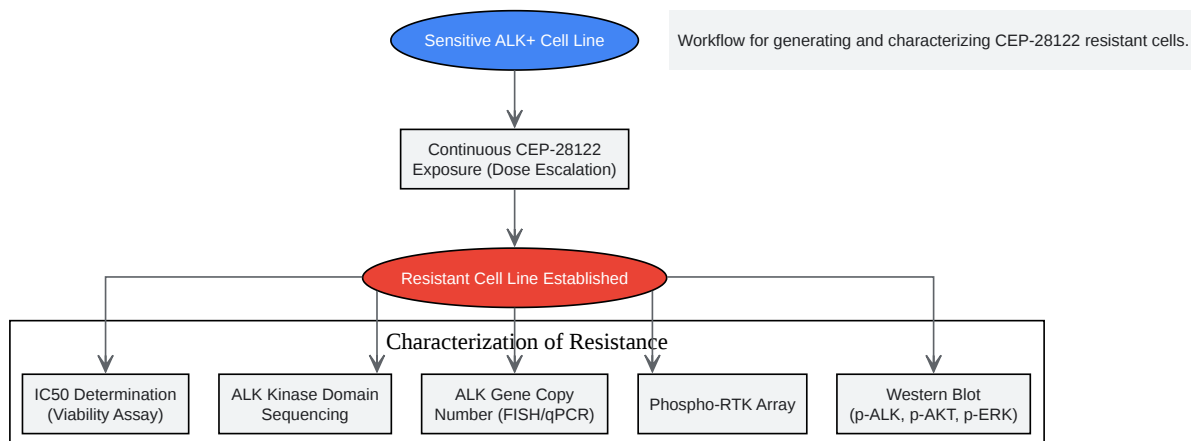 Sensitive ALK+ Cell Line
Workflow for generating and characterizing CEP-28122 resistant cells.
Continuous CEP-28122
Exposure (Dose Escalation)
Resistant Cell Line Established
Characterization of Resistance
IC50 Determination
(Viability Assay)
ALK Kinase Domain
Sequencing
ALK Gene Copy
Number (FISH/qPCR)
Phospho-RTK Array
Western Blot
(p-ALK, p-AKT, p-ERK)